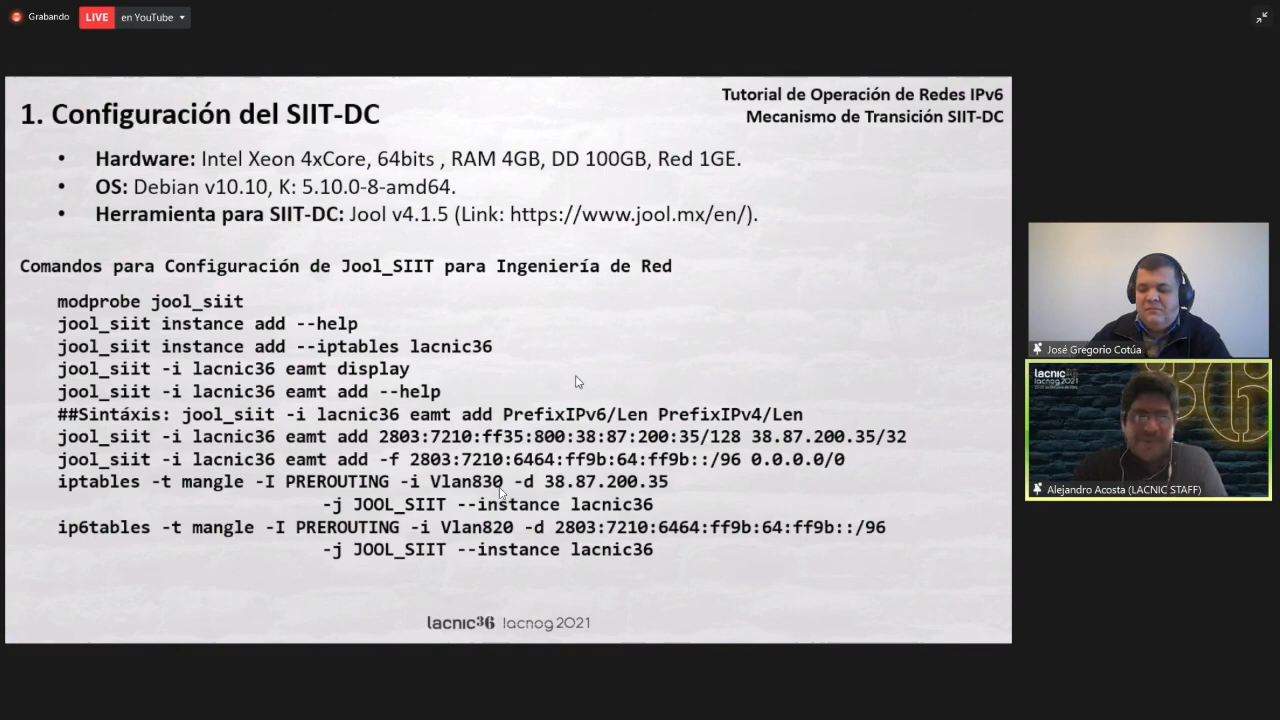 Grabando
LIVE en YouTube
1. Configuración del SIIT-DC
Tutorial de Operación de Redes IPv6
Mecanismo de Transición SIIT-DC
• Hardware: Intel Xeon 4xCore, 64bits , RAM 4GB, DD 100GB, Red 1GE.
• OS: Debian v10.10, K: 5.10.0-8-amd64.
• Herramienta para SIIT-DC: Jool v4.1.5 (Link: https://www.jool.mx/en/).
Comandos para Configuración de Jool_SIIT para Ingeniería de Red
modprobe jool_siit
jool_siit instance add --help
jool_siit instance add --iptables lacnic36
jool_siit -i lacnic36 eamt display
jool_siit -i lacnic36 eamt add --help
##Sintáxis: jool_siit -i lacnic36 eamt add PrefixIPv6/Len PrefixIPv4/Len
jool_siit -i lacnic36 eamt add 2803:7210:ff35:800:38:87:200:35/128 38.87.200.35/32
jool_siit -i lacnic36 eamt add -f 2803:7210:6464:ff9b:64:ff9b::/96 0.0.0.0/0
iptables -t mangle -I PREROUTING -i Vlan830 -d 38.87.200.35
-j JOOL_SIIT --instance lacnic36
ip6tables -t mangle -I PREROUTING -i Vlan820 -d 2803:7210:6464:ff9b:64:ff9b::/96
-j JOOL_SIIT --instance lacnic36
lacnic36 lacnog2021
José Gregorio Cotúa
lacnic36
lacnog2021
36
Alejandro Acosta (LACNIC STAFF)